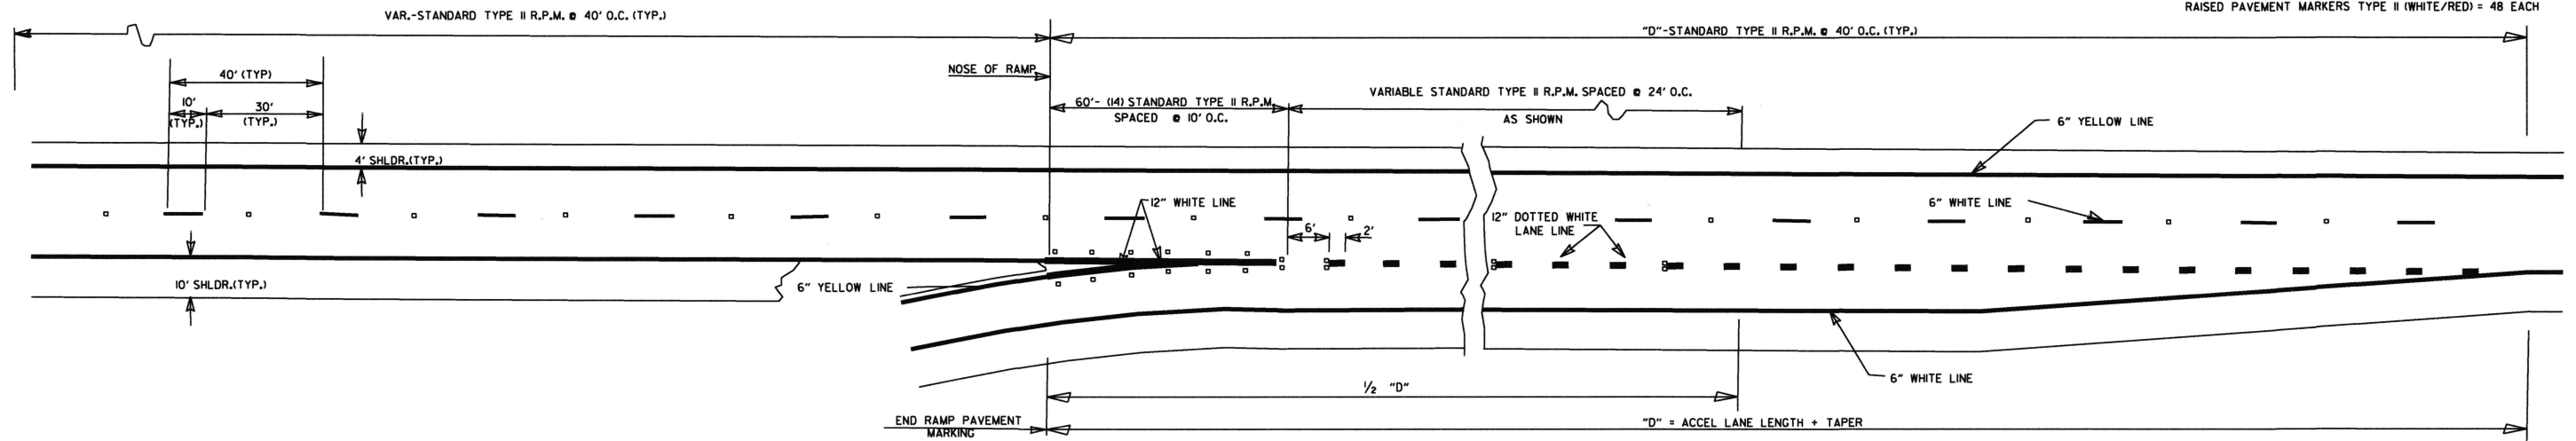 VAR.-STANDARD TYPE II R.P.M. @ 40' O.C. (TYP.)
RAISED PAVEMENT MARKERS TYPE II (WHITE/RED) = 48 EACH
"D"-STANDARD TYPE II R.P.M. @ 40' O.C. (TYP.)
NOSE OF RAMP
40' (TYP)
10'
(TYP.)
30'
(TYP.)
60'- (14) STANDARD TYPE II R.P.M.
SPACED @ 10' O.C.
VARIABLE STANDARD TYPE II R.P.M. SPACED @ 24' O.C.
AS SHOWN
6" YELLOW LINE
4' SHLDR.(TYP.)
12" WHITE LINE
6'
2'
12" DOTTED WHITE
LANE LINE
6" WHITE LINE
10' SHLDR.(TYP.)
6" YELLOW LINE
6" WHITE LINE
1/2 "D"
END RAMP PAVEMENT
MARKING
"D" = ACCEL LANE LENGTH + TAPER